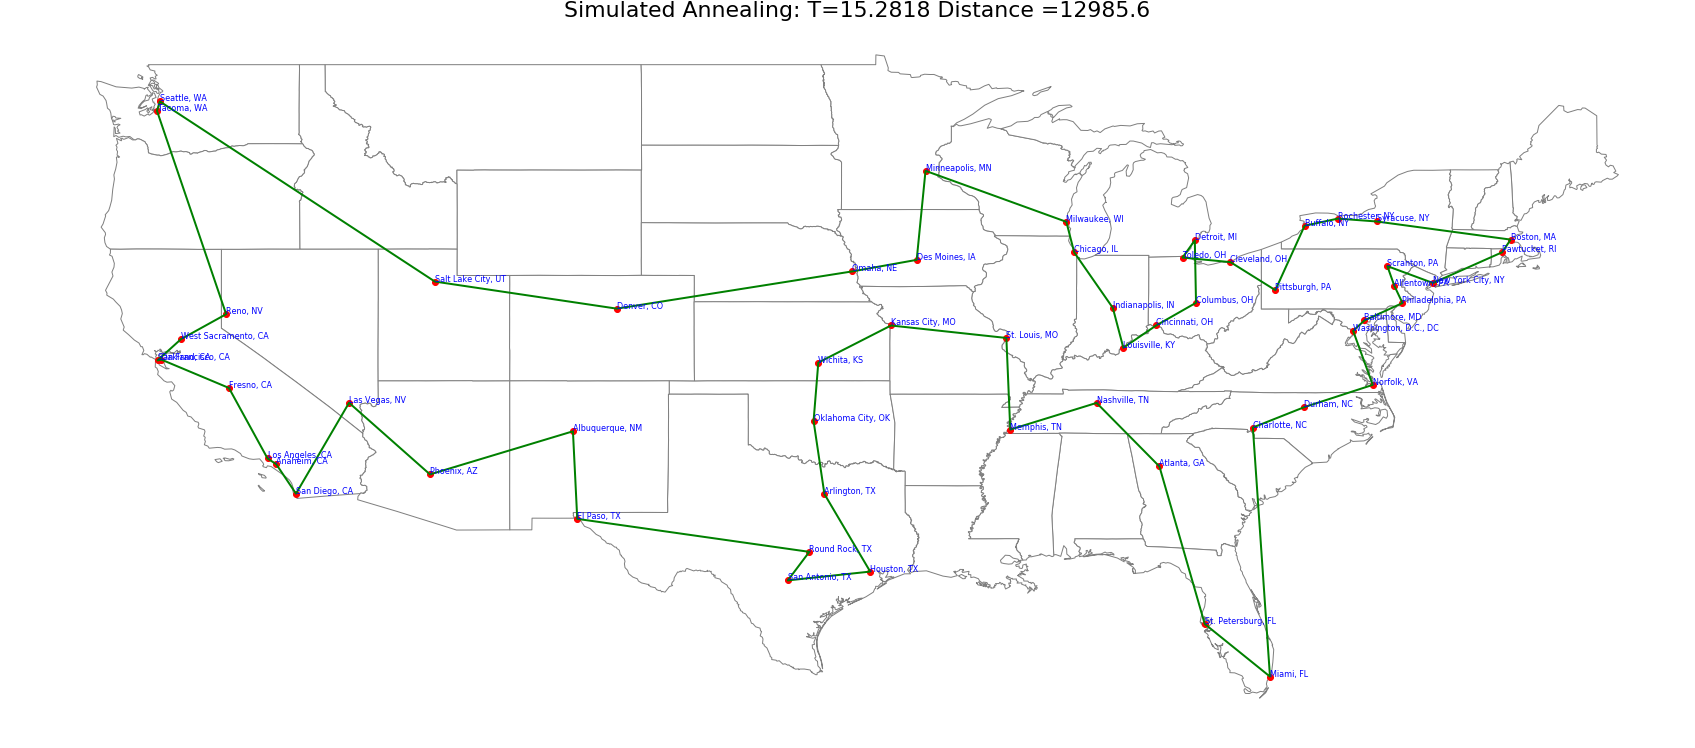 Simulated Annealing: T=15.2818 Distance =12985.6
Seattle, WA
Tacoma, WA
Minneapolis, MN
Milwaukee, WI
Rochester, NY
Syracuse, NY
Buffalo, NY
Boston, MA
Pawtucket, RI
Detroit, MI
Chicago, IL
Toledo, OH
Cleveland, OH
Des Moines, IA
Omaha, NE
Scranton, PA
Salt Lake City, UT
Pittsburgh, PA
Allentown, PA
New York City, NY
Denver, CO
Indianapolis, IN
Columbus, OH
Philadelphia, PA
Reno, NV
Kansas City, MO
Cincinnati, OH
Baltimore, MD
Washington, D.C., DC
West Sacramento, CA
St. Louis, MO
Louisville, KY
Oakland, CA
San Francisco, CA
Wichita, KS
Fresno, CA
Norfolk, VA
Las Vegas, NV
Nashville, TN
Durham, NC
Oklahoma City, OK
Albuquerque, NM
Memphis, TN
Charlotte, NC
Los Angeles, CA
Anaheim, CA
Atlanta, GA
Phoenix, AZ
San Diego, CA
Arlington, TX
El Paso, TX
Round Rock, TX
San Antonio, TX
Houston, TX
St. Petersburg, FL
Miami, FL